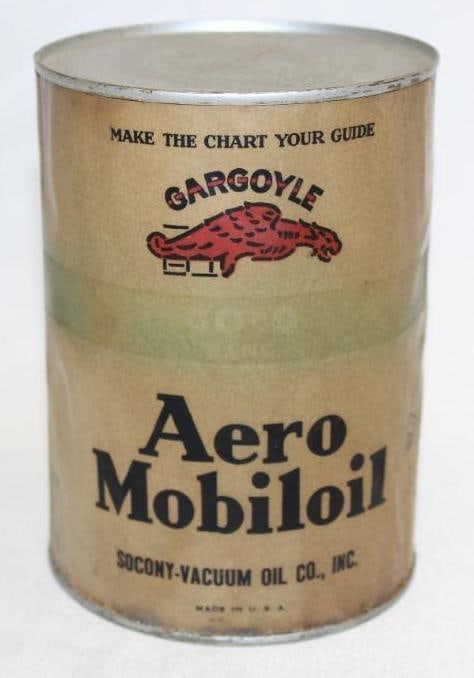 MAKE THE CHART YOUR GUIDE
GARGOYLE
Aero
Mobiloil
SOCONY-VACUUM OIL CO., INC.
MADE IN U.S.A.